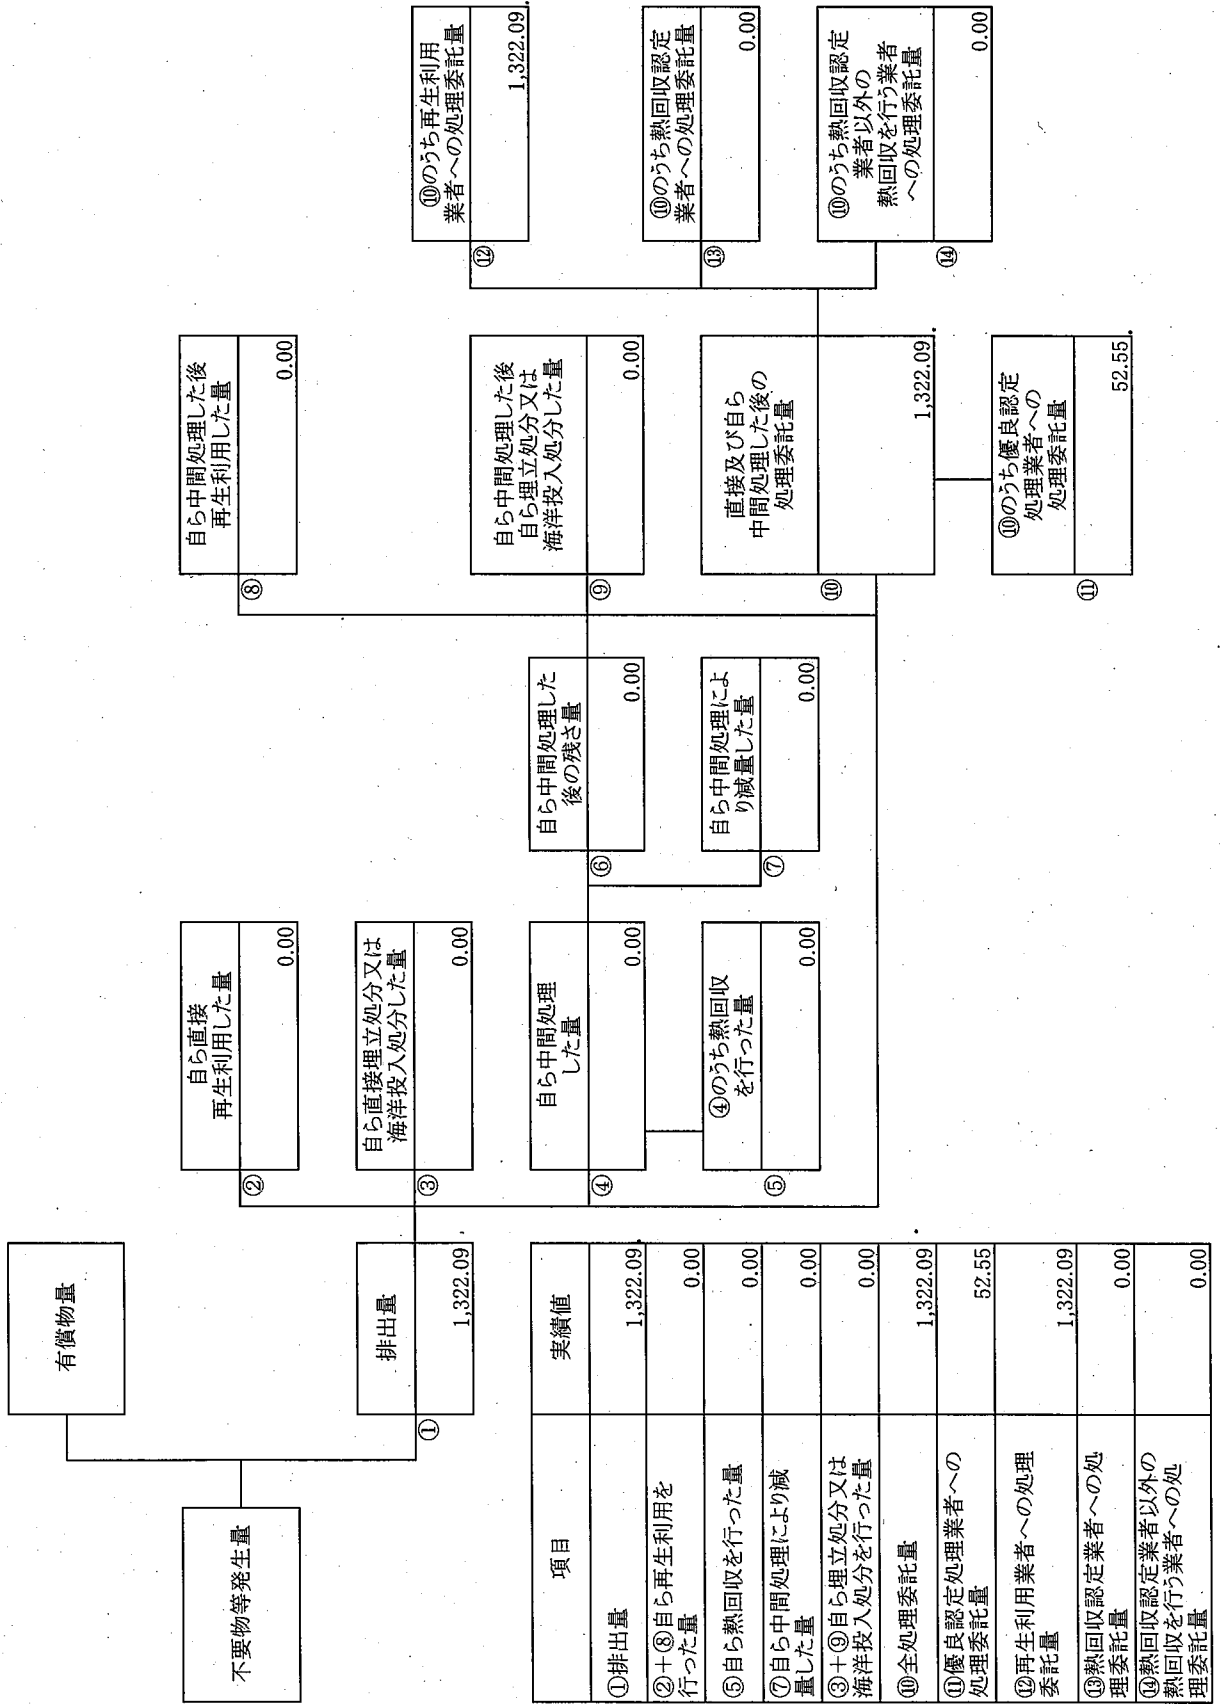 不要物等発生量
有償物量
排出量
①
1,322.09
自ら直接
再生利用した量
②
0.00
自ら直接埋立処分又は
海洋投入処分した量
③
0.00
自ら中間処理
した量
④
0.00
④のうち熱回収
を行った量
⑤
0.00
自ら中間処理した
後の残さ量
⑥
0.00
自ら中間処理によ
り減量した量
⑦
0.00
自ら中間処理した後
再生利用した量
⑧
0.00
自ら中間処理した後
自ら埋立処分又は
海洋投入処分した量
⑨
0.00
直接及び自ら
中間処理した後の
処理委託量
⑩
1,322.09
⑩のうち優良認定
処理業者への
処理委託量
⑪
52.55
⑩のうち再生利用
業者への処理委託量
⑫
1,322.09
⑩のうち熱回収認定
業者への処理委託量
⑬
0.00
⑩のうち熱回収認定
業者以外の
熱回収を行う業者
への処理委託量
⑭
0.00
項目
実績値
①排出量
1,322.09
②+⑧自ら再生利用を
行った量
0.00
⑤自ら熱回収を行った量
0.00
⑦自ら中間処理により減
量した量
0.00
③+⑨自ら埋立処分又は
海洋投入処分を行った量
0.00
⑩全処理委託量
1,322.09
⑪優良認定処理業者への
処理委託量
52.55
⑫再生利用業者への処理
委託量
1,322.09
⑬熱回収認定業者への処
理委託量
0.00
⑭熱回収認定業者以外の
熱回収を行う業者への処
理委託量
0.00